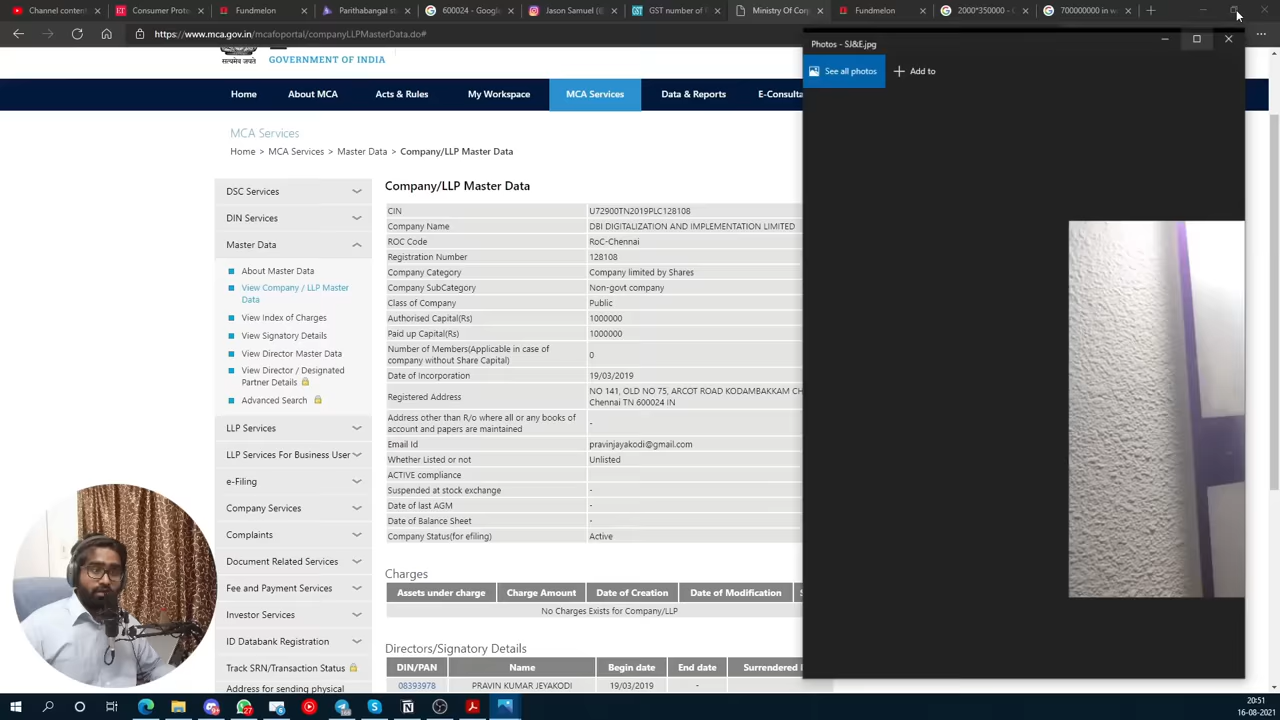 Channel content
Consumer Prote
Fundmelon
Parithabangal st
600024 - Google
Jason Samuel (@
GST number of
Ministry Of Corp
Fundmelon
2000*350000 - G
700000000 in w
https://www.mca.gov.in/mcafoportal/companyLLPMasterData.do#
सत्यमेव जयते
GOVERNMENT OF INDIA
Home About MCA Acts & Rules My Workspace MCA Services Data & Reports E-Consulta
MCA Services
Home > MCA Services > Master Data > Company/LLP Master Data
DSC Services
DIN Services
Master Data
About Master Data
View Company / LLP Master
Data
View Index of Charges
View Signatory Details
View Director Master Data
View Director / Designated
Partner Details
Advanced Search
LLP Services
LLP Services For Business User
e-Filing
Company Services
Complaints
Document Related Services
Fee and Payment Services
Investor Services
ID Databank Registration
Track SRN/Transaction Status
Address for sending physical
Company/LLP Master Data
CIN U72900TN2019PLC128108
Company Name DBI DIGITALIZATION AND IMPLEMENTATION LIMITED
ROC Code RoC-Chennai
Registration Number 128108
Company Category Company limited by Shares
Company SubCategory Non-govt company
Class of Company Public
Authorised Capital(Rs) 1000000
Paid up Capital(Rs) 1000000
Number of Members(Applicable in case of
company without Share Capital) 0
Date of Incorporation 19/03/2019
Registered Address NO 141, OLD NO 75, ARCOT ROAD KODAMBAKKAM CH
Chennai TN 600024 IN
Address other than R/o where all or any books of
account and papers are maintained -
Email Id pravinjayakodi@gmail.com
Whether Listed or not Unlisted
ACTIVE compliance
Suspended at stock exchange -
Date of last AGM -
Date of Balance Sheet -
Company Status(for efiling) Active
Charges
Assets under charge Charge Amount Date of Creation Date of Modification S
No Charges Exists for Company/LLP
Directors/Signatory Details
DIN/PAN Name Begin date End date Surrendered
08393978 PRAVIN KUMAR JEYAKODI 19/03/2019 -
Photos - SJ&E.jpg
See all photos Add to
20:51
16-08-2021